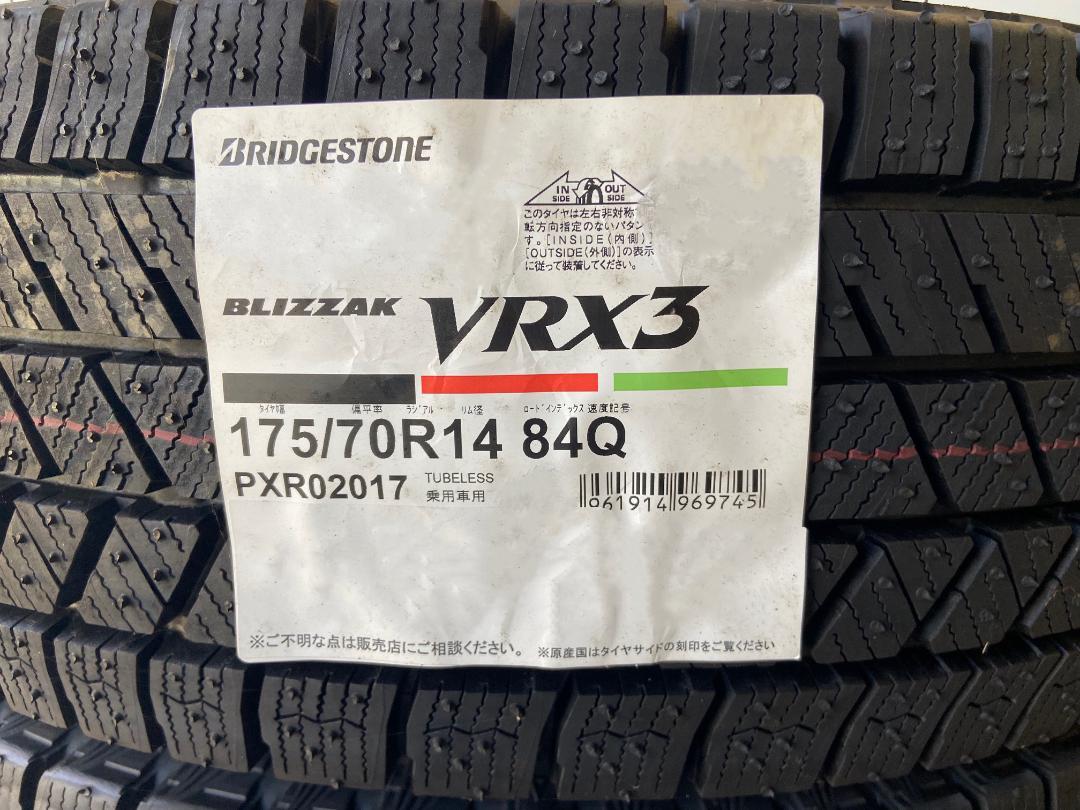 BRIDGESTONE
IN SIDE OUT SIDE
このタイヤは左右非対称
転方向指定のないパタン
す。[INSIDE(内側)]
[OUTSIDE(外側)]の表示
に従って装着してください。
BLIZZAK VRX3
タイヤ幅 偏平率 ラジアル リム径 ロードインデックス 速度記号
175/70R14 84Q
PXR02017 TUBELESS
乗用車用
961914 969745
※ご不明な点は販売店にご相談ください。 ※原産国はタイヤサイドの刻印をご覧ください